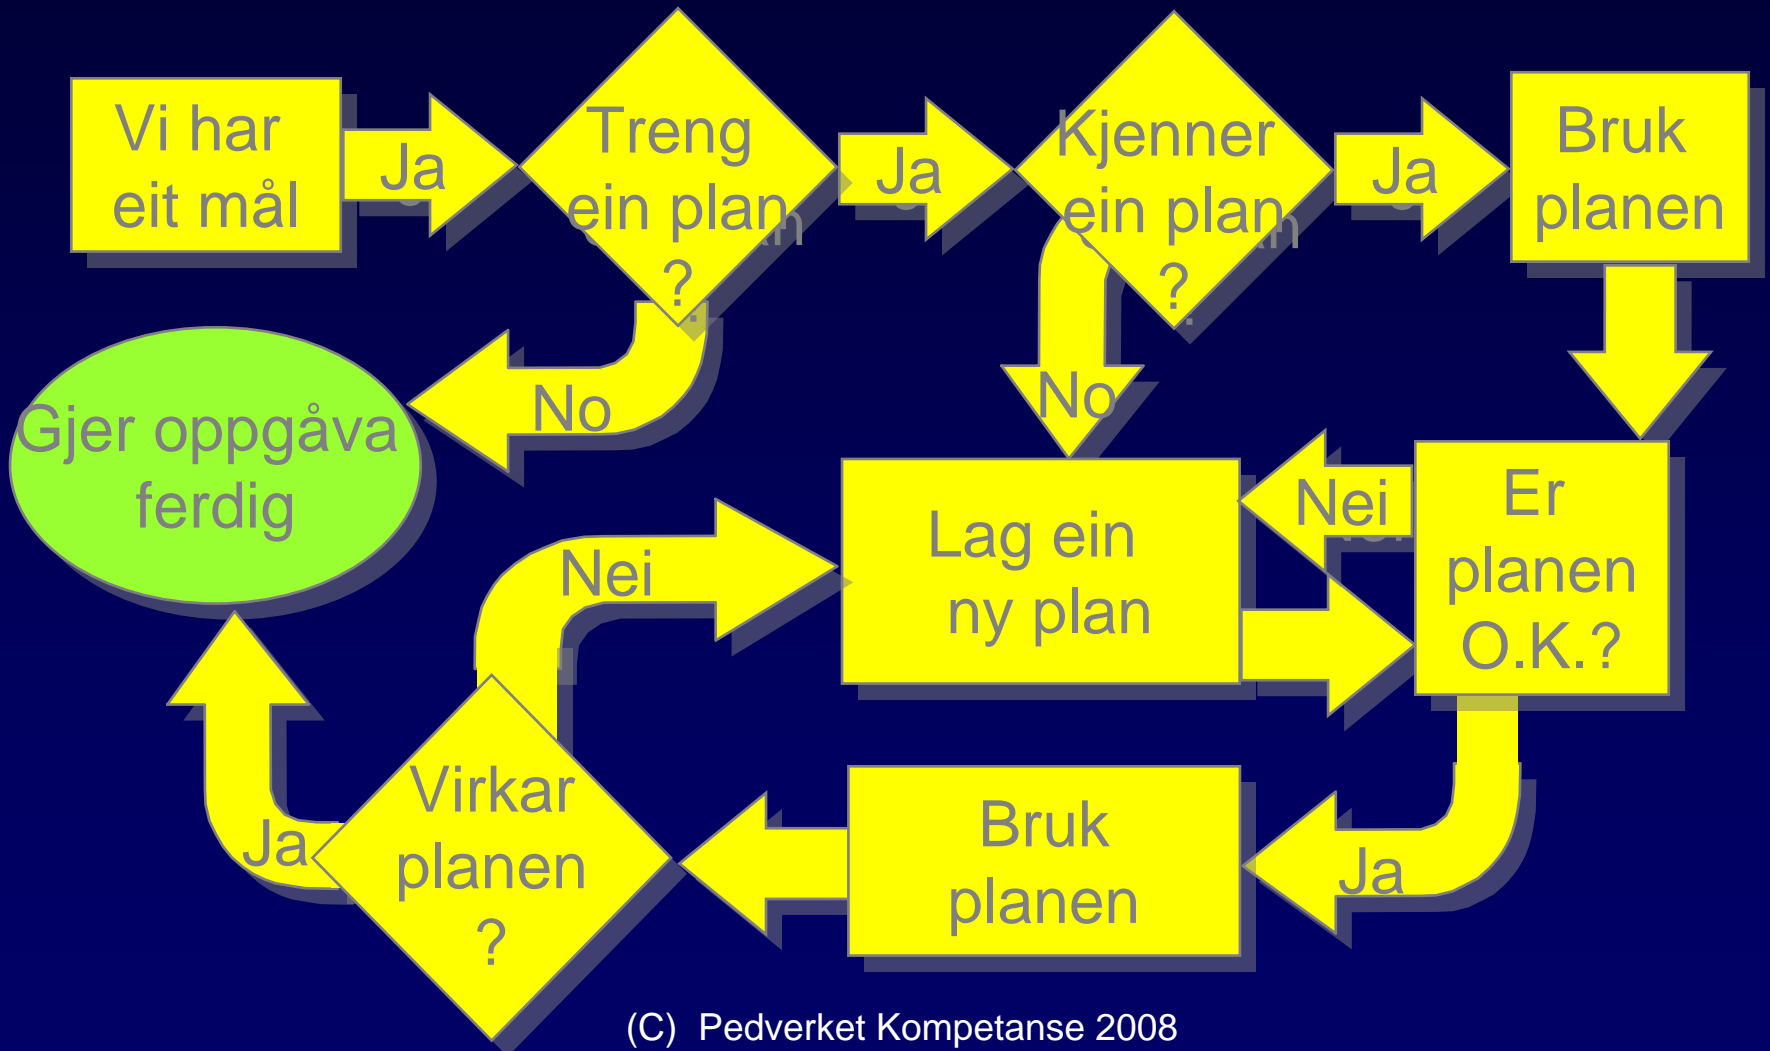 Vi har
eit mål
Ja
Treng
ein plan
?
Ja
Kjenner
ein plan
?
Ja
Bruk
planen
No
No
Gjer oppgåva
ferdig
Nei
Lag ein
ny plan
Nei
Er
planen
O.K.?
Ja
Virkar
planen
?
Bruk
planen
Ja
(C) Pedverket Kompetanse 2008